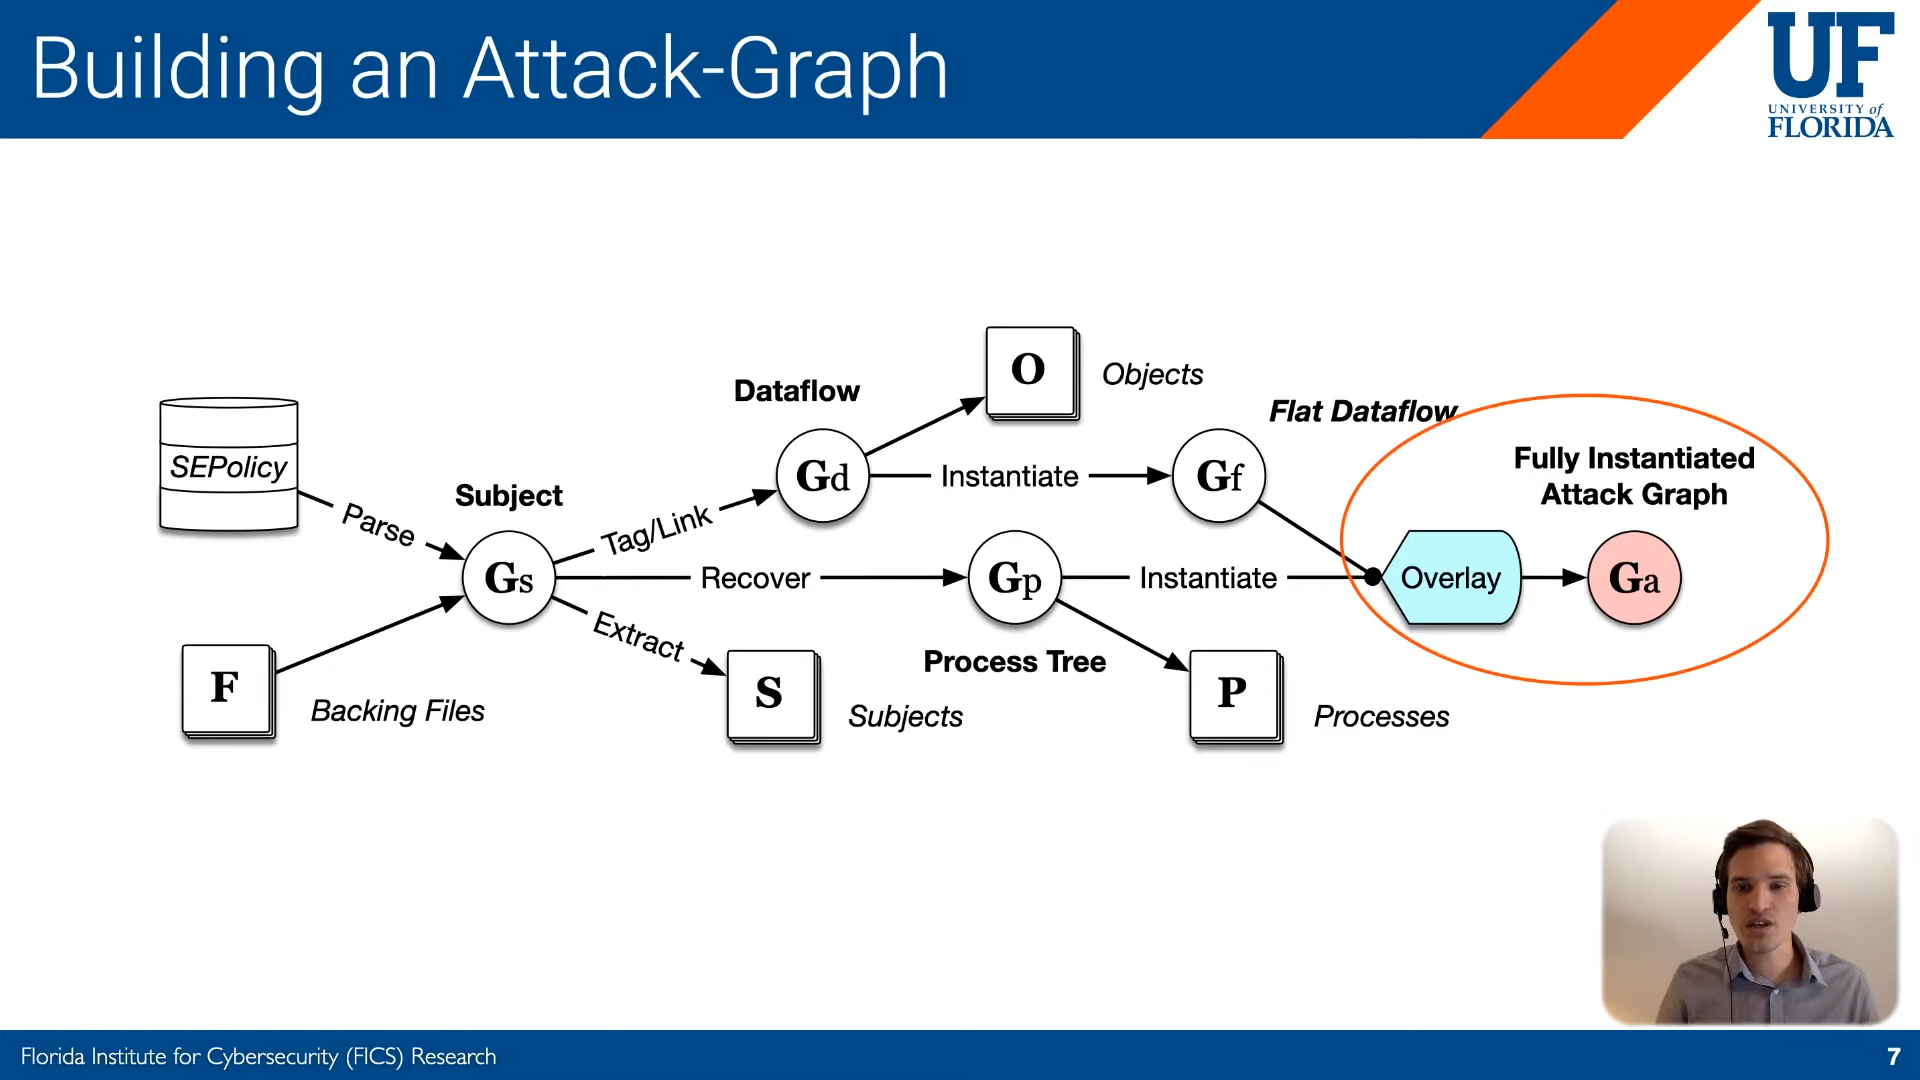 Building an Attack-Graph
UF
UNIVERSITY of
FLORIDA
SEPolicy
Parse
Subject
Gs
F
Backing Files
Tag/Link
Recover
Extract
Dataflow
Gd
O
Objects
Instantiate
Gf
Flat Dataflow
Gp
Process Tree
Instantiate
S
Subjects
P
Processes
Overlay
Fully Instantiated
Attack Graph
Ga
Florida Institute for Cybersecurity (FICS) Research
7